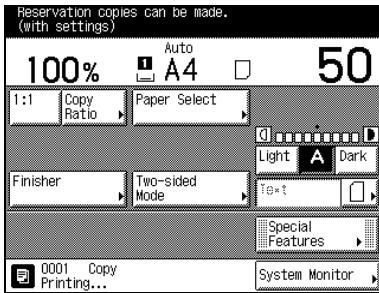 Reservation copies can be made.
(with settings)
100%
1
Auto
A4
50
1:1
Copy
Ratio
Paper Select
Light
A
Dark
Finisher
Two-sided
Mode
Text
Special
Features
0001 Copy
Printing...
System Monitor